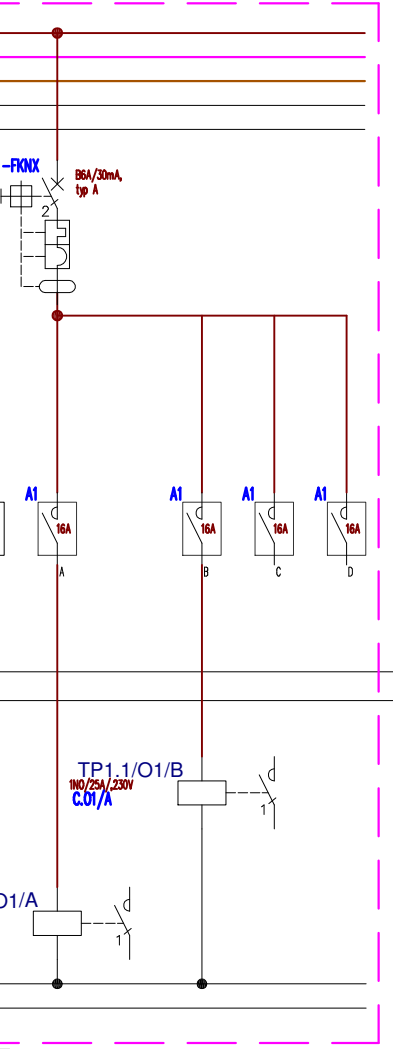 -FKNX
B6A/30mA,
typ A
2
A1
A1
A1
A1
16A
16A
16A
16A
A
B
C
D
TP1.1/O1/B
1NO/25A/,230V
C.O1/A
1
O1/A
1